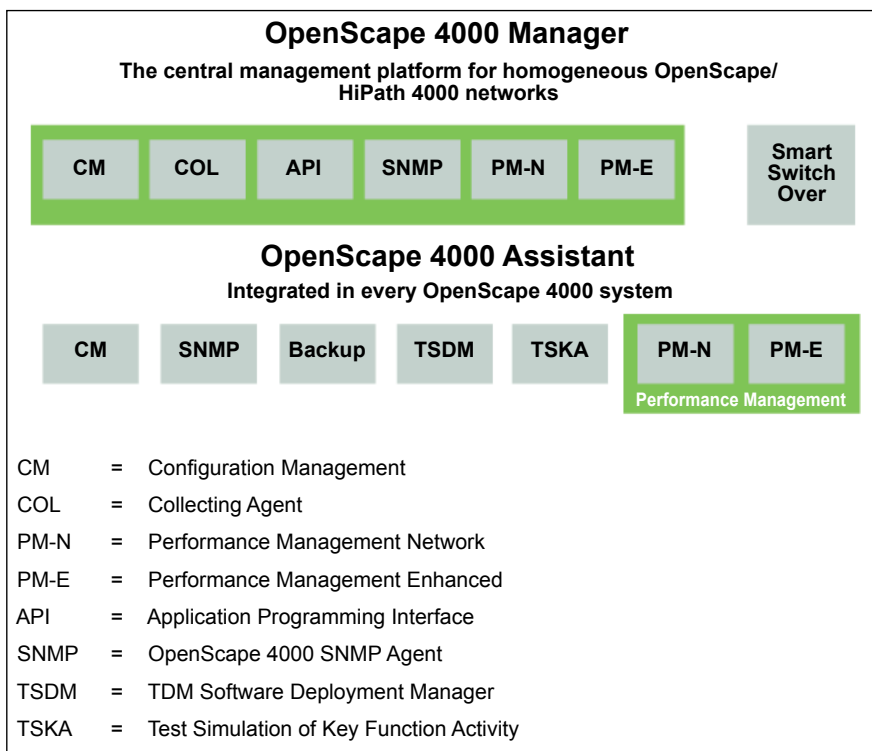 OpenScape 4000 Manager
The central management platform for homogeneous OpenScape/
HiPath 4000 networks
CM COL API SNMP PM-N PM-E
Smart
Switch
Over
OpenScape 4000 Assistant
Integrated in every OpenScape 4000 system
CM SNMP Backup TSDM TSKA PM-N PM-E
Performance Management
CM = Configuration Management
COL = Collecting Agent
PM-N = Performance Management Network
PM-E = Performance Management Enhanced
API = Application Programming Interface
SNMP = OpenScape 4000 SNMP Agent
TSDM = TDM Software Deployment Manager
TSKA = Test Simulation of Key Function Activity